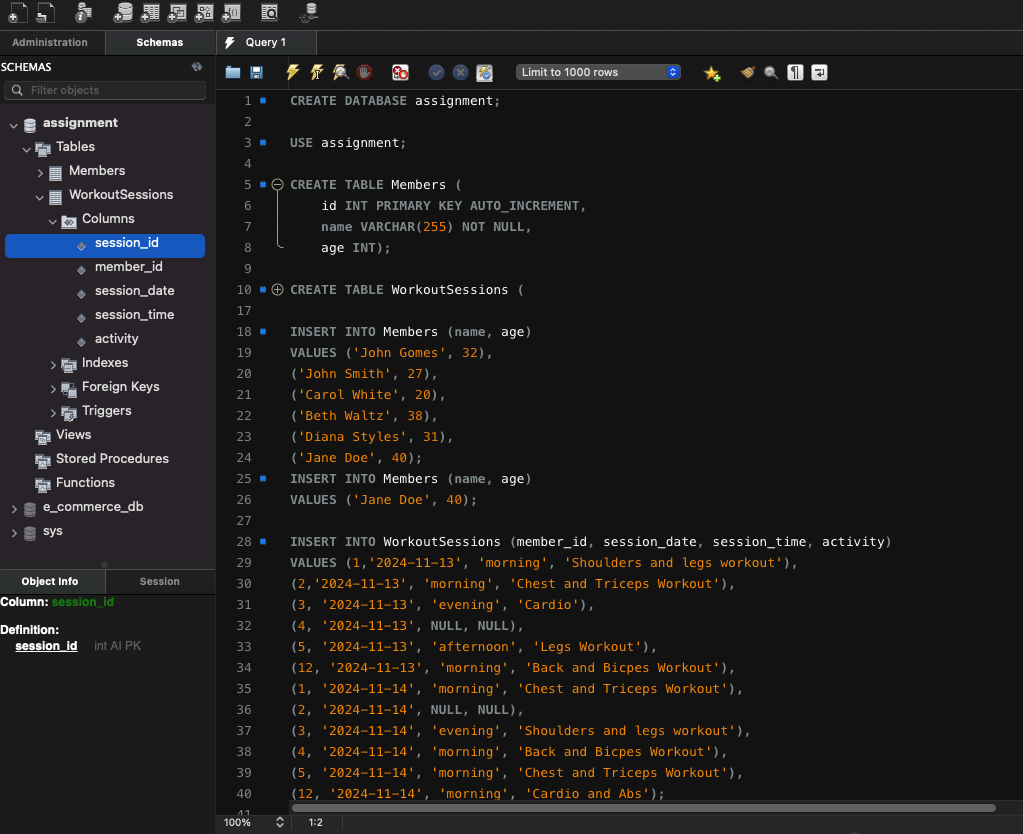 Administration
Schemas
Query 1
SCHEMAS
Filter objects
Limit to 1000 rows
assignment
Tables
Members
WorkoutSessions
Columns
session_id
member_id
session_date
session_time
activity
Indexes
Foreign Keys
Triggers
Views
Stored Procedures
Functions
e_commerce_db
sys
Object Info
Session
Column: session_id
Definition:
session_id int AI PK
1 CREATE DATABASE assignment;
2
3 USE assignment;
4
5 CREATE TABLE Members (
6 id INT PRIMARY KEY AUTO_INCREMENT,
7 name VARCHAR(255) NOT NULL,
8 age INT);
9
10 CREATE TABLE WorkoutSessions (
17
18 INSERT INTO Members (name, age)
19 VALUES ('John Gomes', 32),
20 ('John Smith', 27),
21 ('Carol White', 20),
22 ('Beth Waltz', 38),
23 ('Diana Styles', 31),
24 ('Jane Doe', 40);
25 INSERT INTO Members (name, age)
26 VALUES ('Jane Doe', 40);
27
28 INSERT INTO WorkoutSessions (member_id, session_date, session_time, activity)
29 VALUES (1,'2024-11-13', 'morning', 'Shoulders and legs workout'),
30 (2,'2024-11-13', 'morning', 'Chest and Triceps Workout'),
31 (3, '2024-11-13', 'evening', 'Cardio'),
32 (4, '2024-11-13', NULL, NULL),
33 (5, '2024-11-13', 'afternoon', 'Legs Workout'),
34 (12, '2024-11-13', 'morning', 'Back and Bicpes Workout'),
35 (1, '2024-11-14', 'morning', 'Chest and Triceps Workout'),
36 (2, '2024-11-14', NULL, NULL),
37 (3, '2024-11-14', 'evening', 'Shoulders and legs workout'),
38 (4, '2024-11-14', 'morning', 'Back and Bicpes Workout'),
39 (5, '2024-11-14', 'morning', 'Chest and Triceps Workout'),
40 (12, '2024-11-14', 'morning', 'Cardio and Abs');
41
100% 1:2